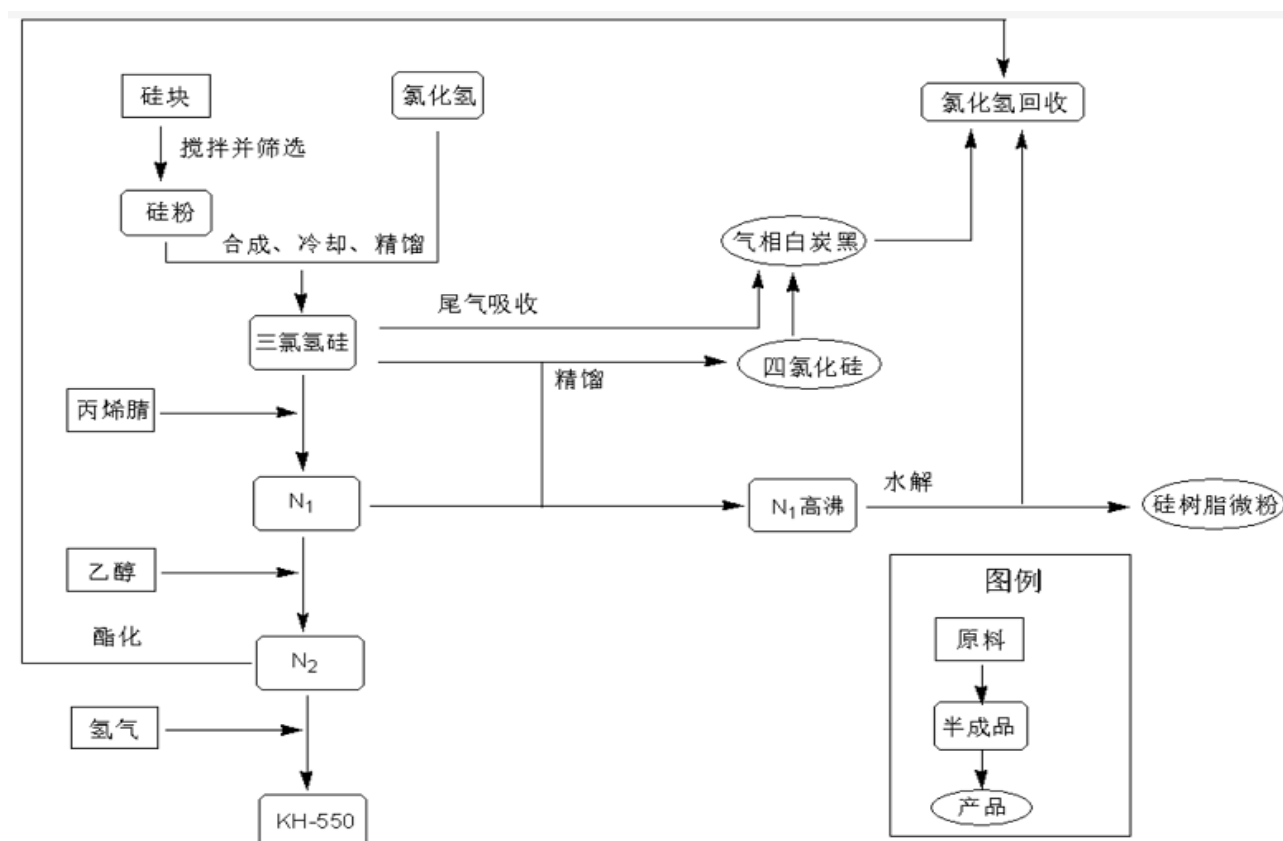 硅块
氯化氢
氯化氢回收
搅拌并筛选
硅粉
合成、冷却、精馏
气相白炭黑
尾气吸收
三氯氢硅
精馏
四氯化硅
丙烯腈
N1
N1高沸
水解
硅树脂微粉
乙醇
酯化
N2
氢气
KH-550
图例
原料
半成品
产品